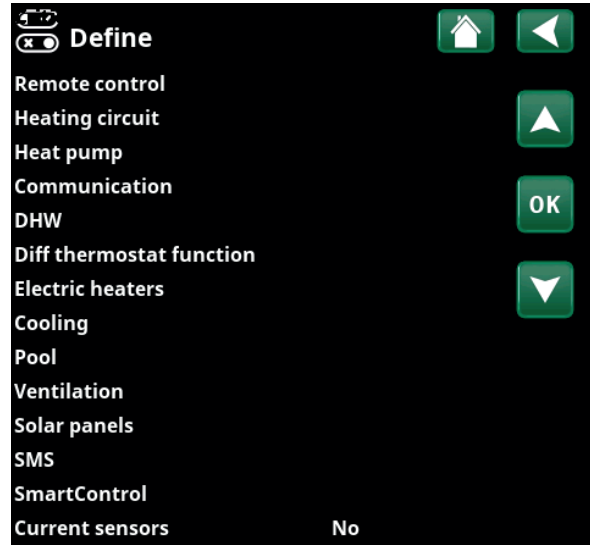 Define
Remote control
Heating circuit
Heat pump
Communication
OK
DHW
Diff thermostat function
Electric heaters
Cooling
Pool
Ventilation
Solar panels
SMS
SmartControl
Current sensors No